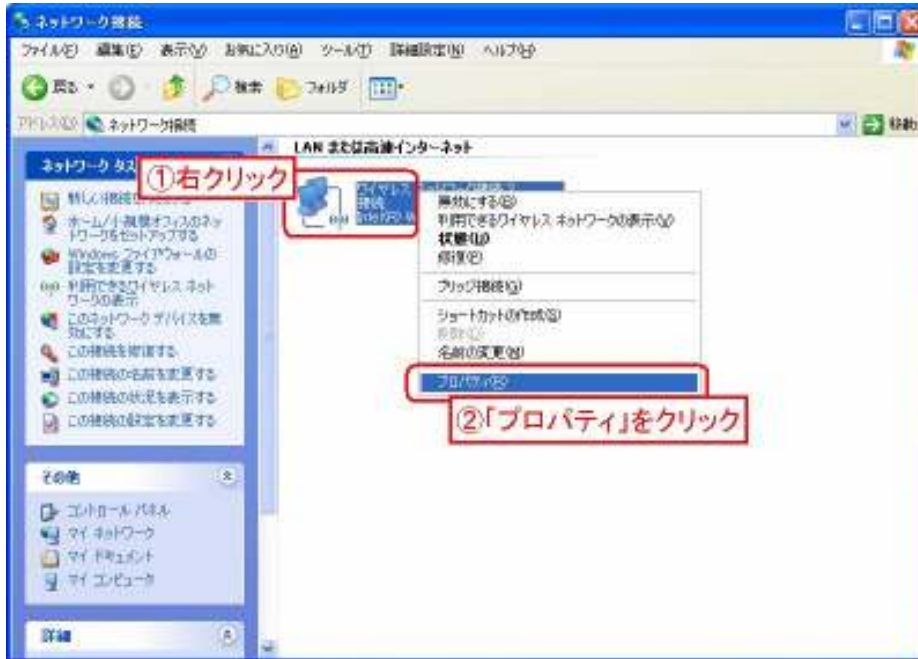 ネットワーク接続
ファイル(F) 編集(E) 表示(V) お気に入り(A) ツール(T) 詳細設定(N) ヘルプ(H)
戻る 検索 フォルダ
アドレス(D) ネットワーク接続 移動
LAN または高速インターネット
ネットワーク タス
①右クリック
ワイヤレス
接続
無効にする(B)
利用できるワイヤレス ネットワークの表示(V)
状態(U)
修復(P)
ブリッジ接続(G)
ショートカットの作成(S)
削除(D)
名前の変更(M)
プロパティ(R)
②「プロパティ」をクリック
新しい接続
ホーム/小規模オフィスのネッ
トワークをセットアップする
Windows ファイアウォールの
設定を変更する
利用できるワイヤレス ネット
ワークの表示
このネットワーク デバイスを無
効にする
この接続を修復する
この接続の名前を変更する
この接続の状況を表示する
この接続の設定を変更する
その他
コントロール パネル
マイ ネットワーク
マイ ドキュメント
マイ コンピュータ
詳細